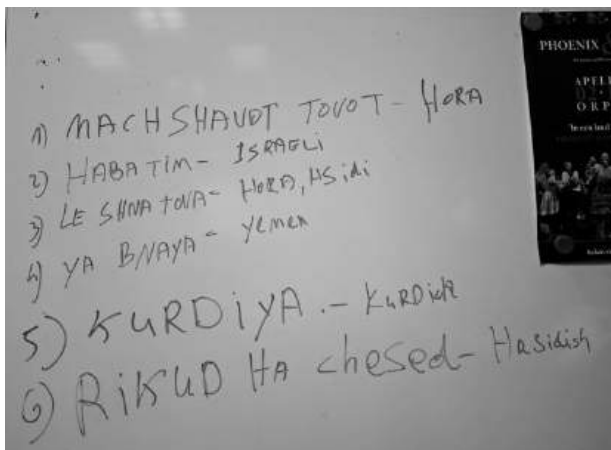 1) MACHSHAVOT TOVOT - HORA
2) HABATIM - ISRAELI
3) LE SHNA TOVA - HORA, HSidi
4) YA BNAYA - yemen
5) KURDiYA. - KURDish
6) RiKUD HA chesed - Hasidish
PHOENIX